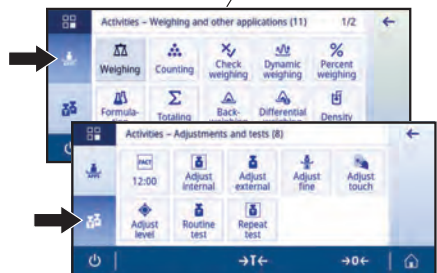 Activities – Weighing and other applications (11) 1/2
Weighing Counting Check weighing Dynamic weighing Percent weighing
Formula- Totaling Back- Differential Density
Activities – Adjustments and tests (8)
PACT
12:00 Adjust internal Adjust external Adjust fine Adjust touch
Adjust level Routine test Repeat test
→T← →0←